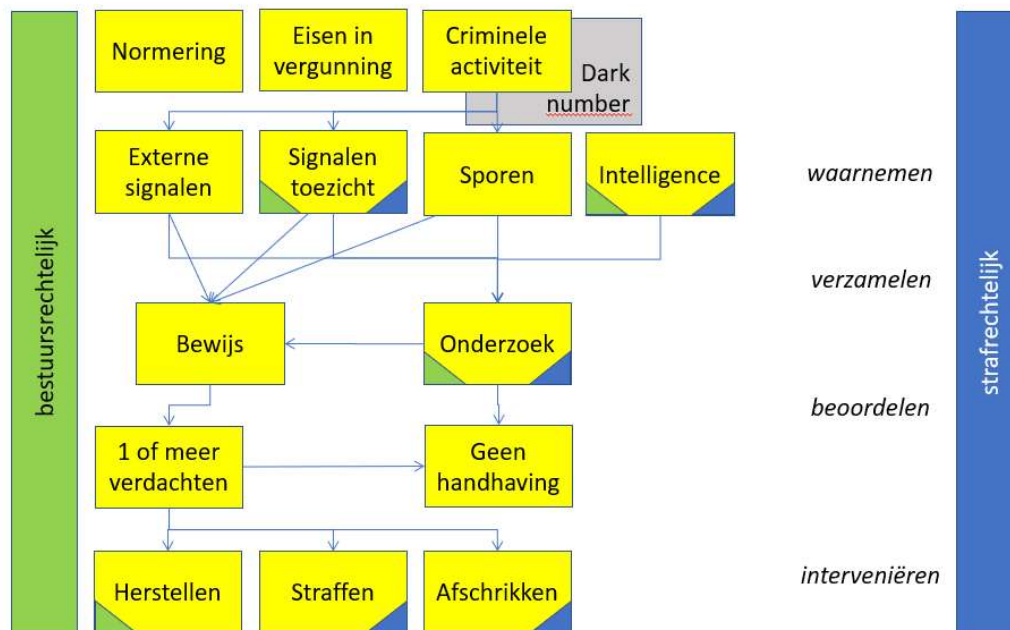 Normering
Eisen in
vergunning
Criminele
activiteit
Dark
number
Externe
signalen
Signalen
toezicht
Sporen
Intelligence
waarnemen
verzamelen
bestuursrechtelijk
strafrechtelijk
Bewijs
Onderzoek
beoordelen
1 of meer
verdachten
Geen
handhaving
Herstellen
Straffen
Afschrikken
interveniëren